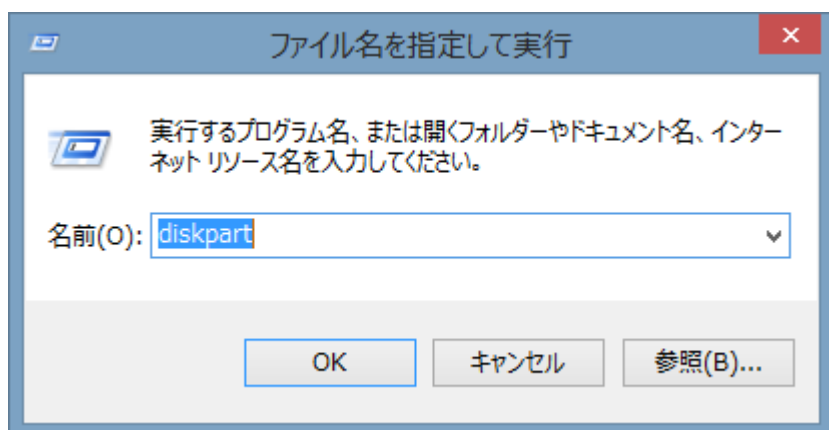 ファイル名を指定して実行
実行するプログラム名、または開くフォルダーやドキュメント名、インター
ネット リソース名を入力してください。
名前(O): diskpart
OK キャンセル 参照(B)...